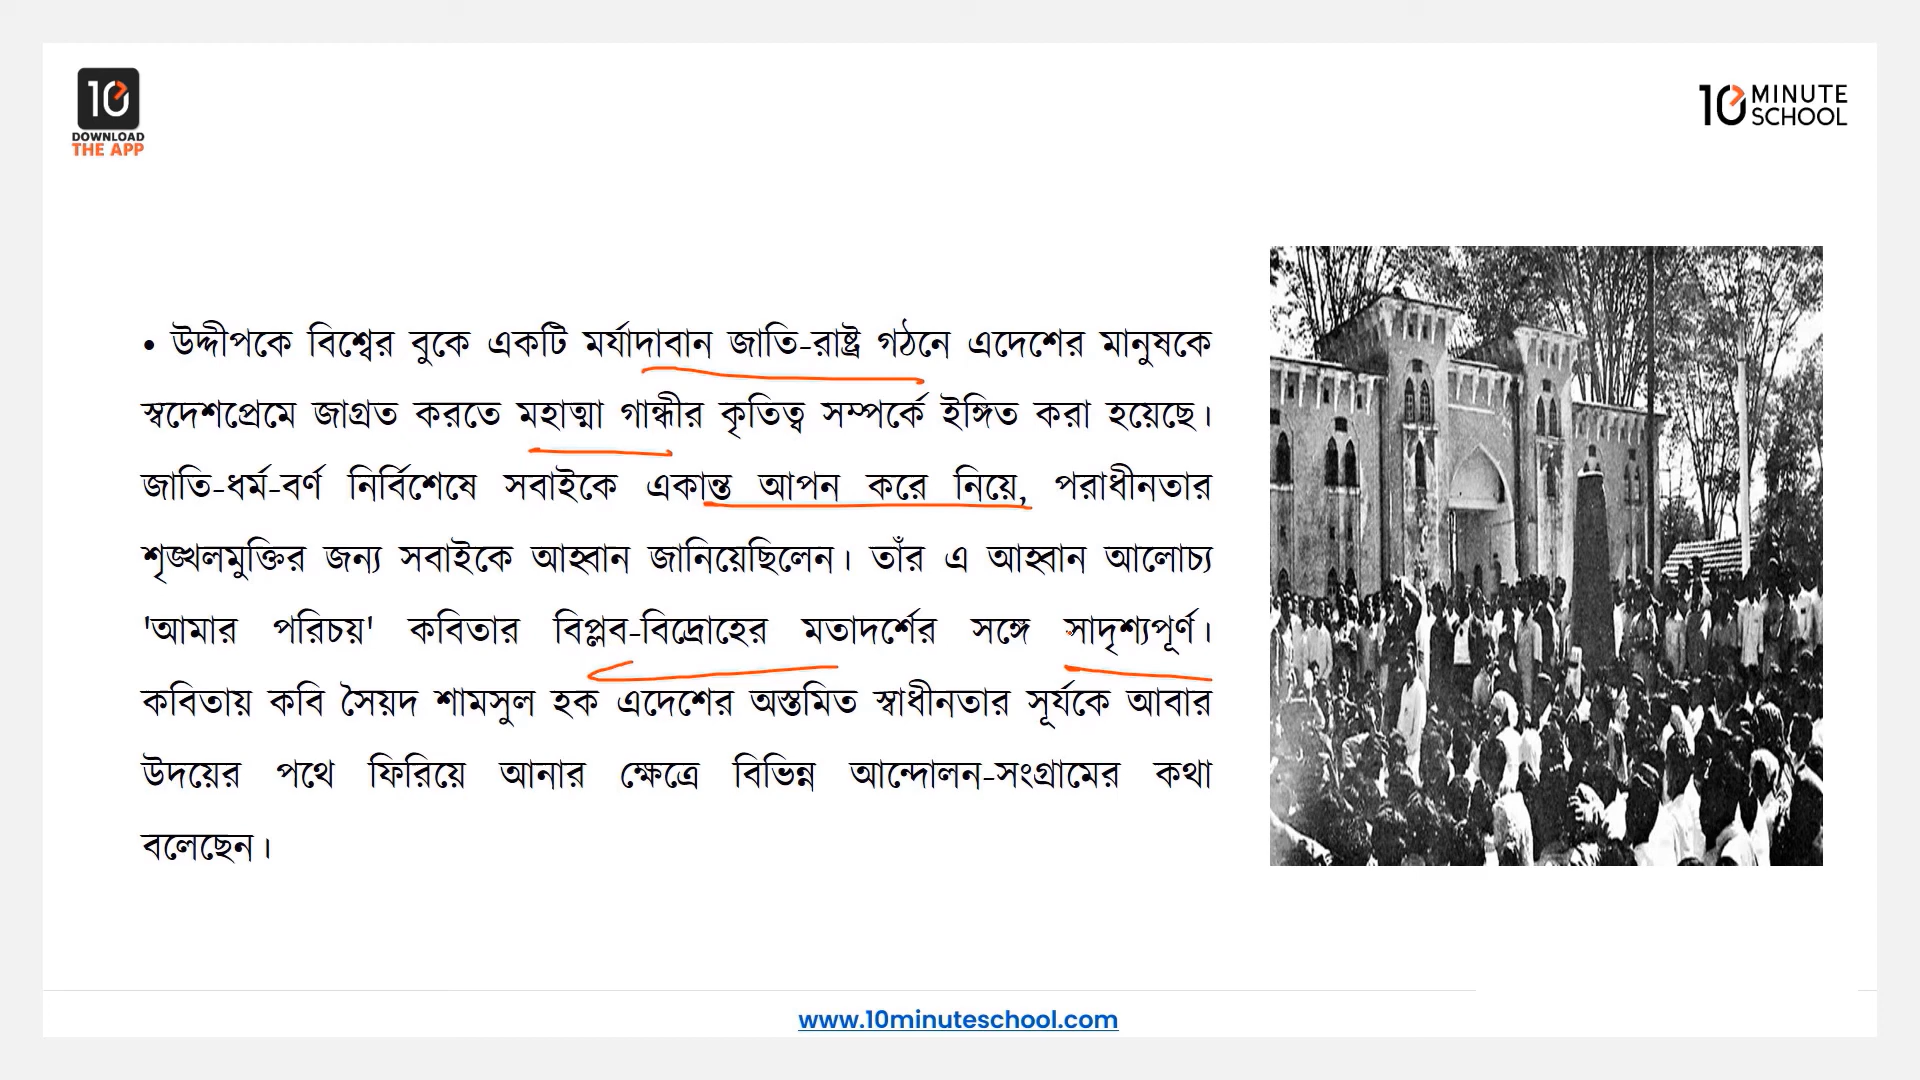 10
DOWNLOAD
THE APP
10 MINUTE
SCHOOL
• উদ্দীপকে বিশ্বের বুকে একটি মর্যাদাবান জাতি-রাষ্ট্র গঠনে এদেশের মানুষকে
স্বদেশপ্রেমে জাগ্রত করতে মহাত্মা গান্ধীর কৃতিত্ব সম্পর্কে ইঙ্গিত করা হয়েছে।
জাতি-ধর্ম-বর্ণ নির্বিশেষে সবাইকে একান্ত আপন করে নিয়ে, পরাধীনতার
শৃঙ্খলমুক্তির জন্য সবাইকে আহ্বান জানিয়েছিলেন। তাঁর এ আহ্বান আলোচ্য
'আমার পরিচয়' কবিতার বিপ্লব-বিদ্রোহের মতাদর্শের সঙ্গে সাদৃশ্যপূর্ণ।
কবিতায় কবি সৈয়দ শামসুল হক এদেশের অস্তমিত স্বাধীনতার সূর্যকে আবার
উদয়ের পথে ফিরিয়ে আনার ক্ষেত্রে বিভিন্ন আন্দোলন-সংগ্রামের কথা
বলেছেন।
www.10minuteschool.com